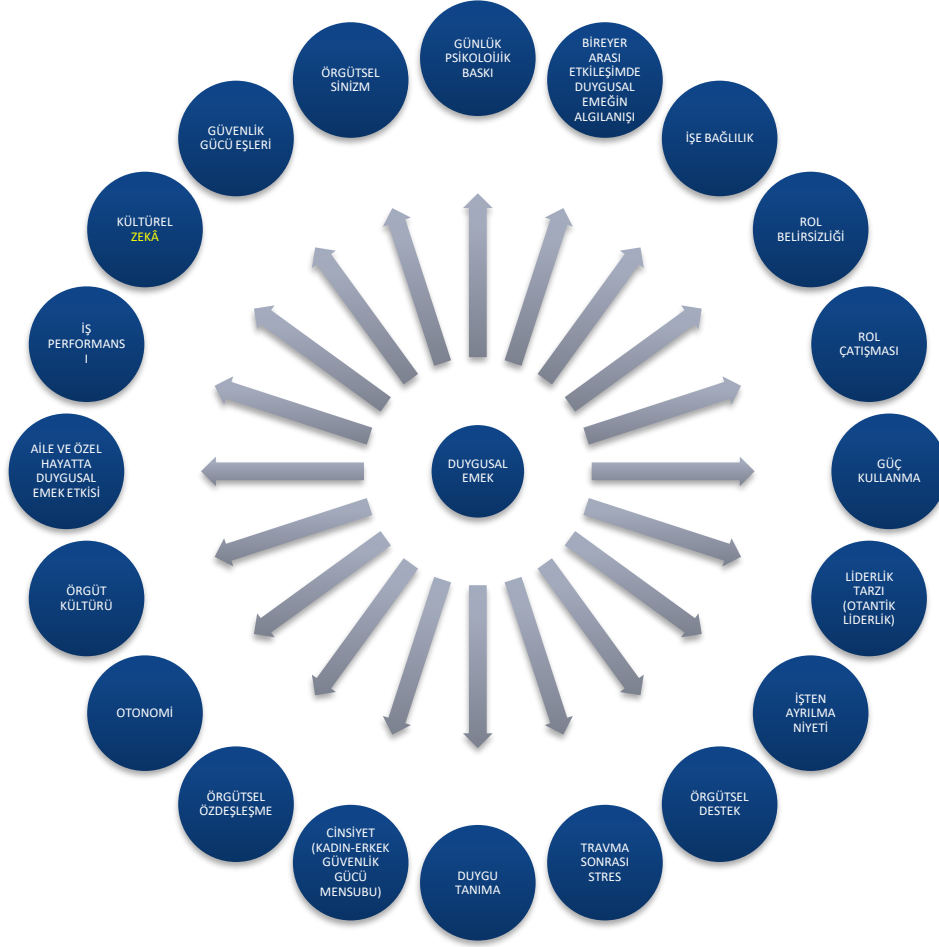 GÜNLÜK
PSİKOLOİJİK
BASKI
BİREYER
ARASI
ETKİLEŞİMDE
DUYGUSAL
EMEĞİN
ALGILANIŞI
İŞE BAĞLILIK
ROL
BELİRSİZLİĞİ
ROL
ÇATIŞMASI
GÜÇ
KULLANMA
LİDERLİK
TARZI
(OTANTİK
LİDERLİK)
İŞTEN
AYRILMA
NİYETİ
ÖRGÜTSEL
DESTEK
TRAVMA
SONRASI
STRES
DUYGU
TANIMA
CİNSİYET
(KADIN-ERKEK
GÜVENLİK
GÜCÜ
MENSUBU)
ÖRGÜTSEL
ÖZDEŞLEŞME
OTONOMİ
ÖRGÜT
KÜLTÜRÜ
AİLE VE ÖZEL
HAYATTA
DUYGUSAL
EMEK ETKİSİ
İŞ
PERFORMANS
I
KÜLTÜREL
ZEKÂ
GÜVENLİK
GÜCÜ EŞLERİ
ÖRGÜTSEL
SİNİZM
DUYGUSAL
EMEK